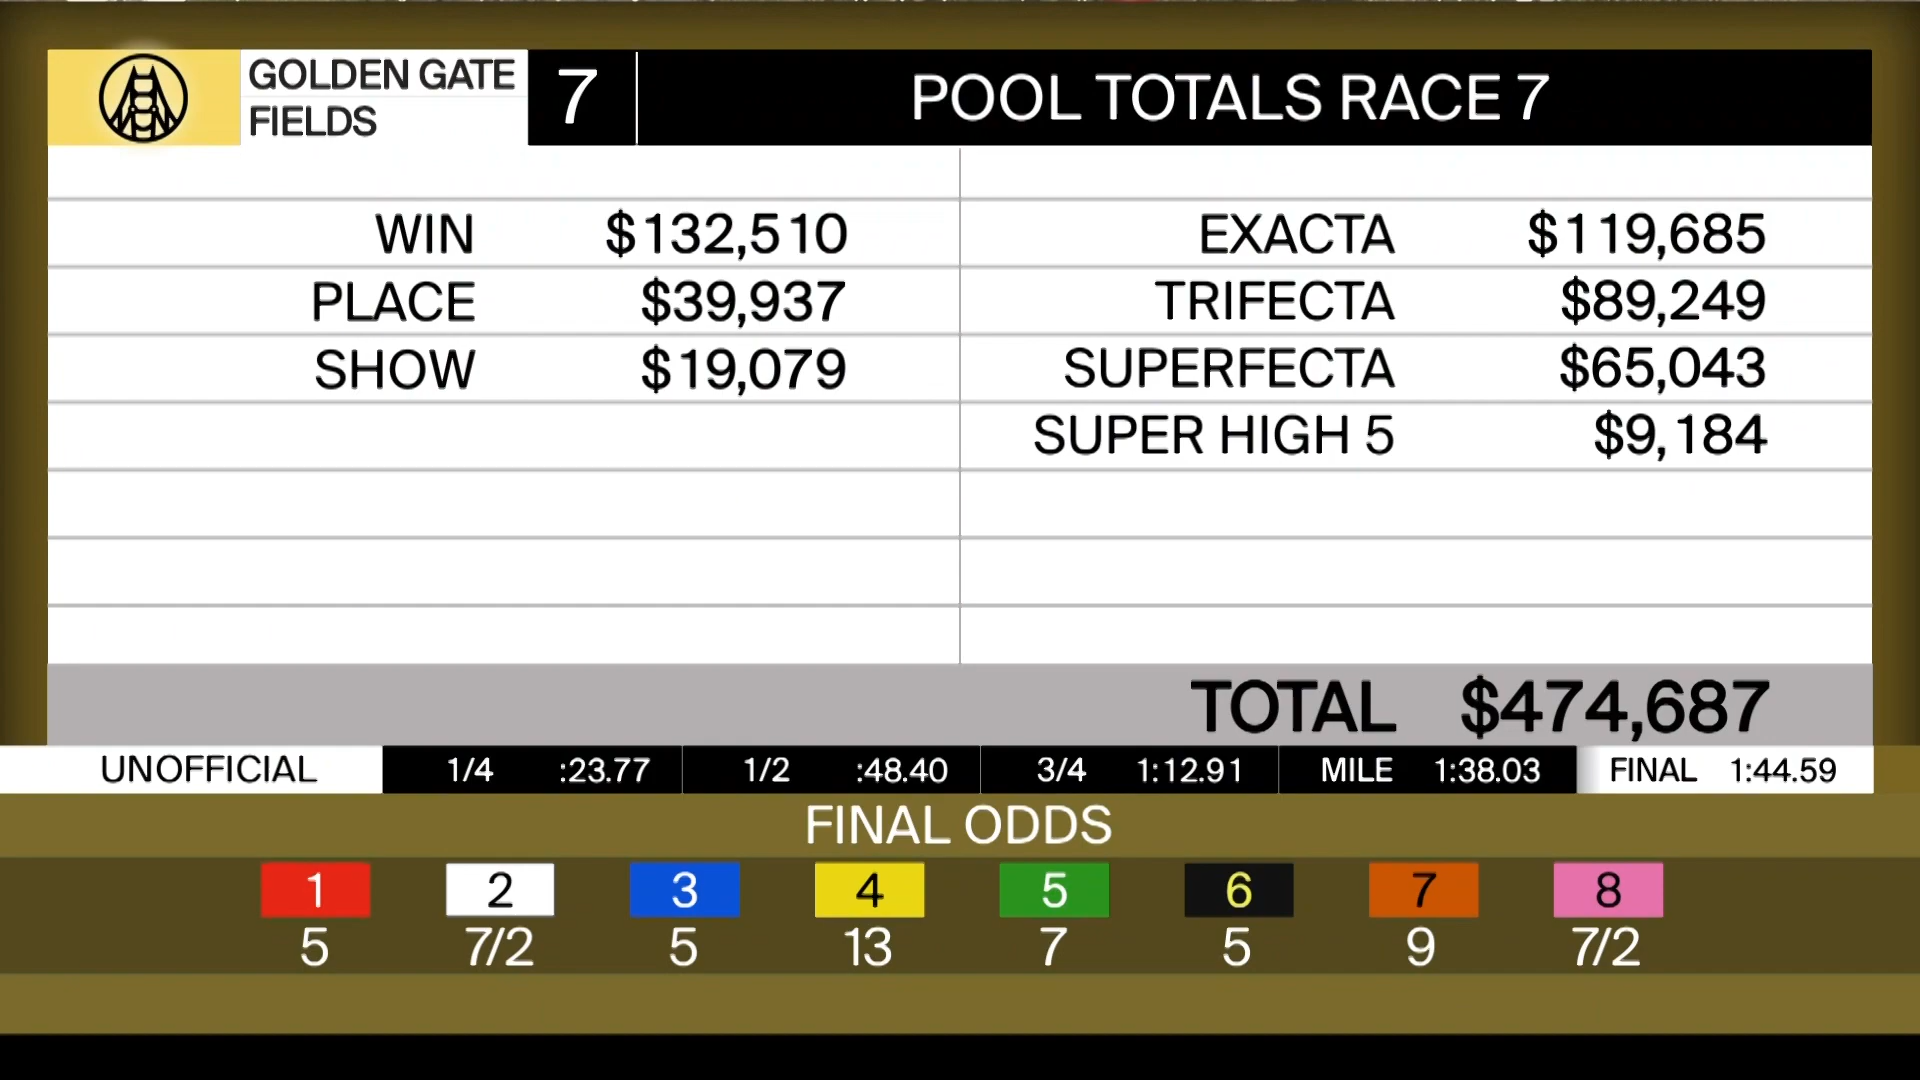 GOLDEN GATE
FIELDS
7
POOL TOTALS RACE 7
WIN $132,510
PLACE $39,937
SHOW $19,079
EXACTA $119,685
TRIFECTA $89,249
SUPERFECTA $65,043
SUPER HIGH 5 $9,184
TOTAL $474,687
UNOFFICIAL 1/4 :23.77 1/2 :48.40 3/4 1:12.91 MILE 1:38.03 FINAL 1:44.59
FINAL ODDS
1 2 3 4 5 6 7 8
5 7/2 5 13 7 5 9 7/2